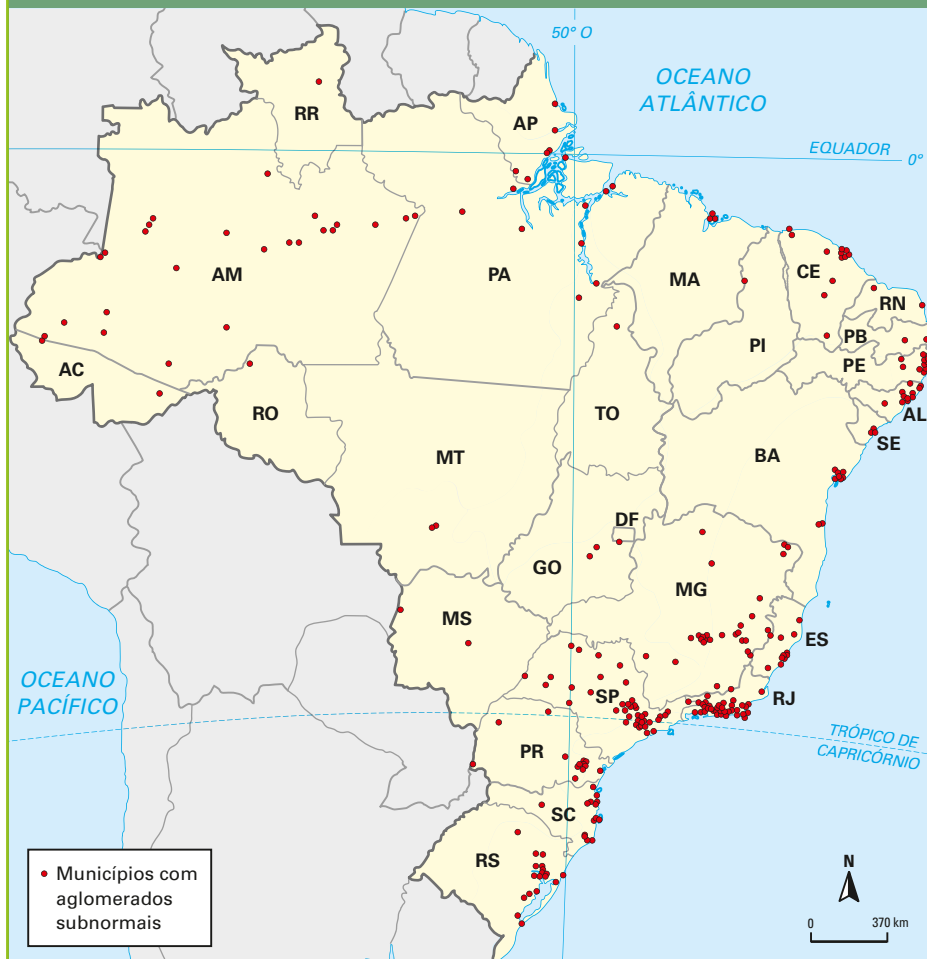 50° O
OCEANO
ATLÂNTICO
RR
AP
EQUADOR
0°
AM
PA
MA
CE
RN
PB
PI
PE
AC
RO
TO
AL
SE
BA
MT
DF
GO
MG
MS
ES
OCEANO
PACÍFICO
SP
RJ
TRÓPICO DE
CAPRICÓRNIO
PR
SC
RS
Municípios com
aglomerados
subnormais
N
0 370 km